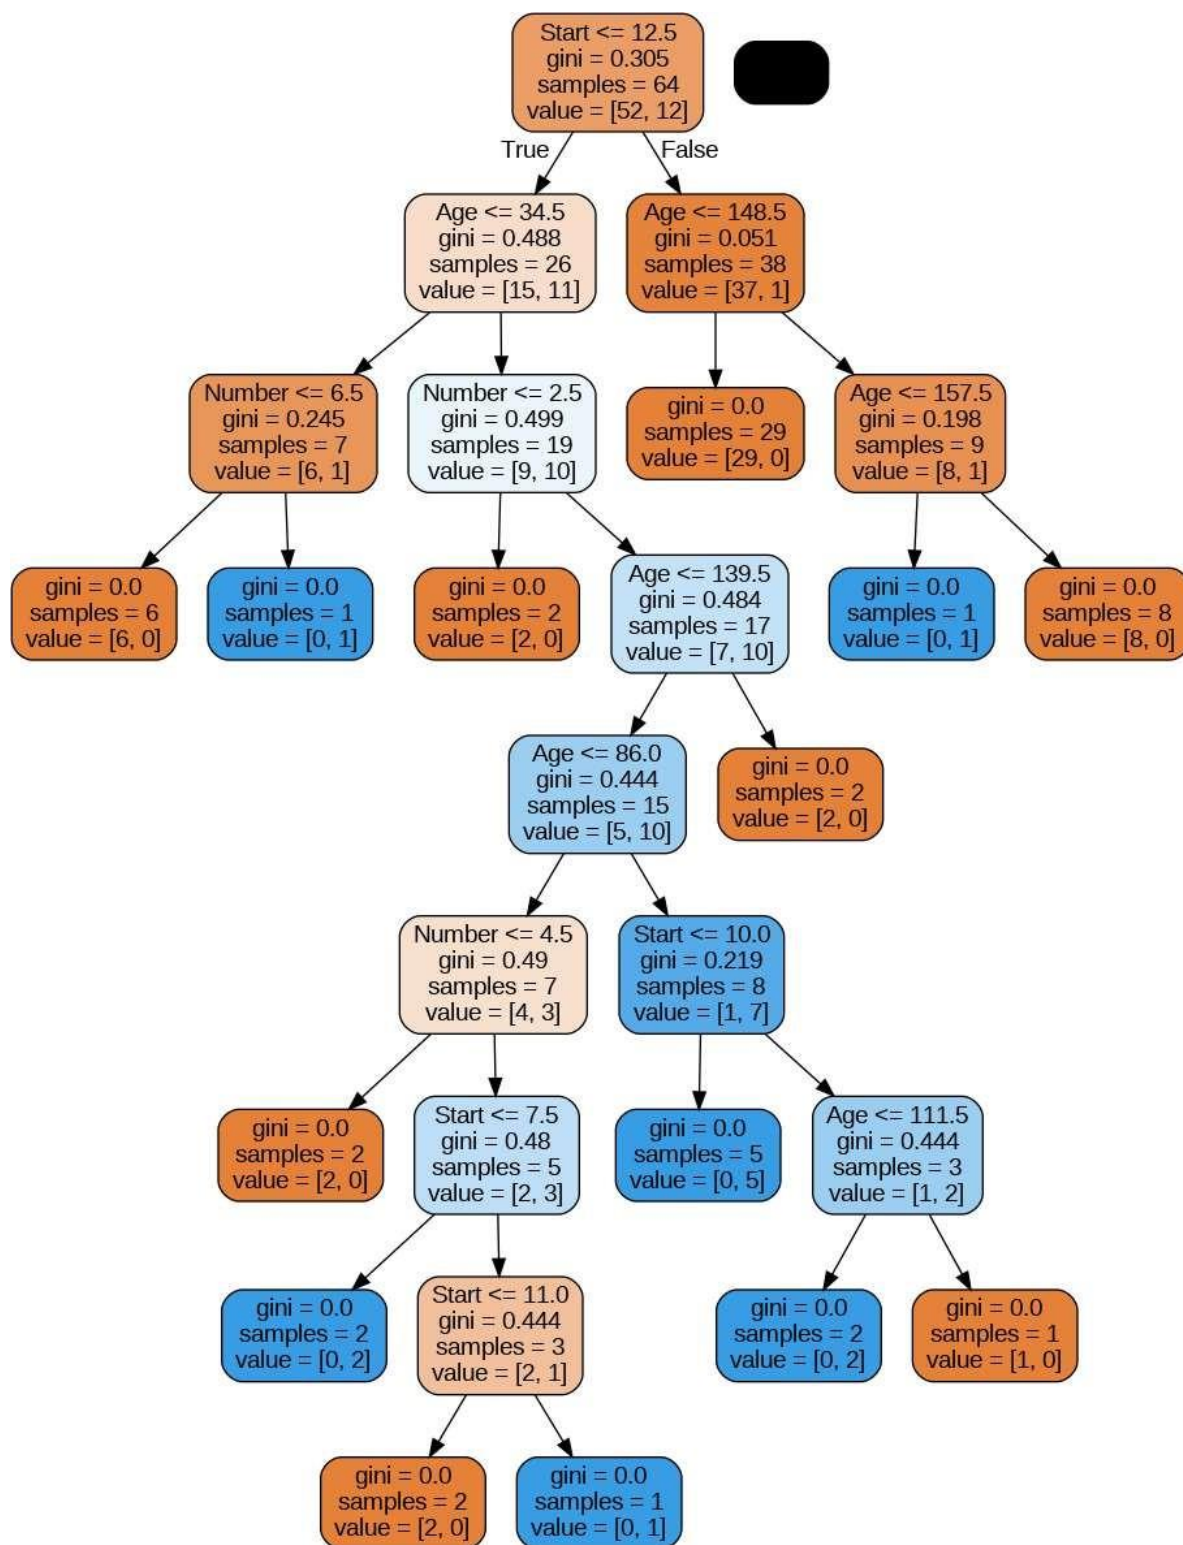 Start <= 12.5
gini = 0.305
samples = 64
value = [52, 12]
True
False
Age <= 34.5
gini = 0.488
samples = 26
value = [15, 11]
Age <= 148.5
gini = 0.051
samples = 38
value = [37, 1]
Number <= 6.5
gini = 0.245
samples = 7
value = [6, 1]
Number <= 2.5
gini = 0.499
samples = 19
value = [9, 10]
gini = 0.0
samples = 29
value = [29, 0]
Age <= 157.5
gini = 0.198
samples = 9
value = [8, 1]
gini = 0.0
samples = 6
value = [6, 0]
gini = 0.0
samples = 1
value = [0, 1]
gini = 0.0
samples = 2
value = [2, 0]
Age <= 139.5
gini = 0.484
samples = 17
value = [7, 10]
gini = 0.0
samples = 1
value = [0, 1]
gini = 0.0
samples = 8
value = [8, 0]
Age <= 86.0
gini = 0.444
samples = 15
value = [5, 10]
gini = 0.0
samples = 2
value = [2, 0]
Number <= 4.5
gini = 0.49
samples = 7
value = [4, 3]
Start <= 10.0
gini = 0.219
samples = 8
value = [1, 7]
gini = 0.0
samples = 2
value = [2, 0]
Start <= 7.5
gini = 0.48
samples = 5
value = [2, 3]
gini = 0.0
samples = 5
value = [0, 5]
Age <= 111.5
gini = 0.444
samples = 3
value = [1, 2]
gini = 0.0
samples = 2
value = [0, 2]
Start <= 11.0
gini = 0.444
samples = 3
value = [2, 1]
gini = 0.0
samples = 2
value = [0, 2]
gini = 0.0
samples = 1
value = [1, 0]
gini = 0.0
samples = 2
value = [2, 0]
gini = 0.0
samples = 1
value = [0, 1]